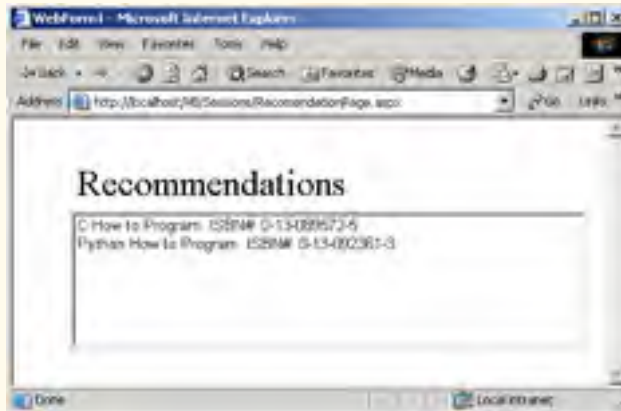 WebForm1 - Microsoft Internet Explorer
File Edit View Favorites Tools Help
Back Search Favorites Media
Address http://localhost/ Sessions/RecommendationPage.aspx Go Links
Recommendations
C How to Program. ISBN# 0-13-089572-5
Python How to Program. ISBN# 0-13-092361-3
Done Local intranet